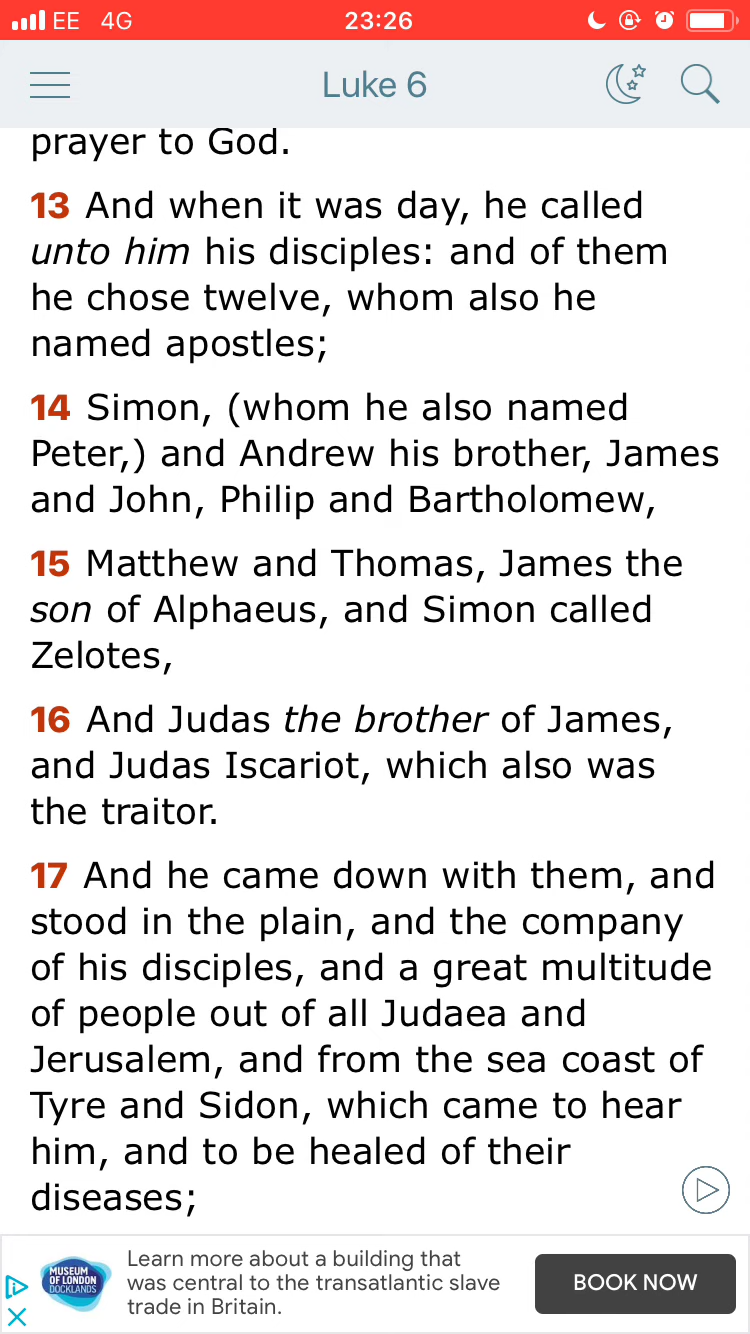 EE 4G 23:26
Luke 6
prayer to God.
13 And when it was day, he called
unto him his disciples: and of them
he chose twelve, whom also he
named apostles;
14 Simon, (whom he also named
Peter,) and Andrew his brother, James
and John, Philip and Bartholomew,
15 Matthew and Thomas, James the
son of Alphaeus, and Simon called
Zelotes,
16 And Judas the brother of James,
and Judas Iscariot, which also was
the traitor.
17 And he came down with them, and
stood in the plain, and the company
of his disciples, and a great multitude
of people out of all Judaea and
Jerusalem, and from the sea coast of
Tyre and Sidon, which came to hear
him, and to be healed of their
diseases;
MUSEUM
OF LONDON
DOCKLANDS
Learn more about a building that
was central to the transatlantic slave
trade in Britain.
BOOK NOW